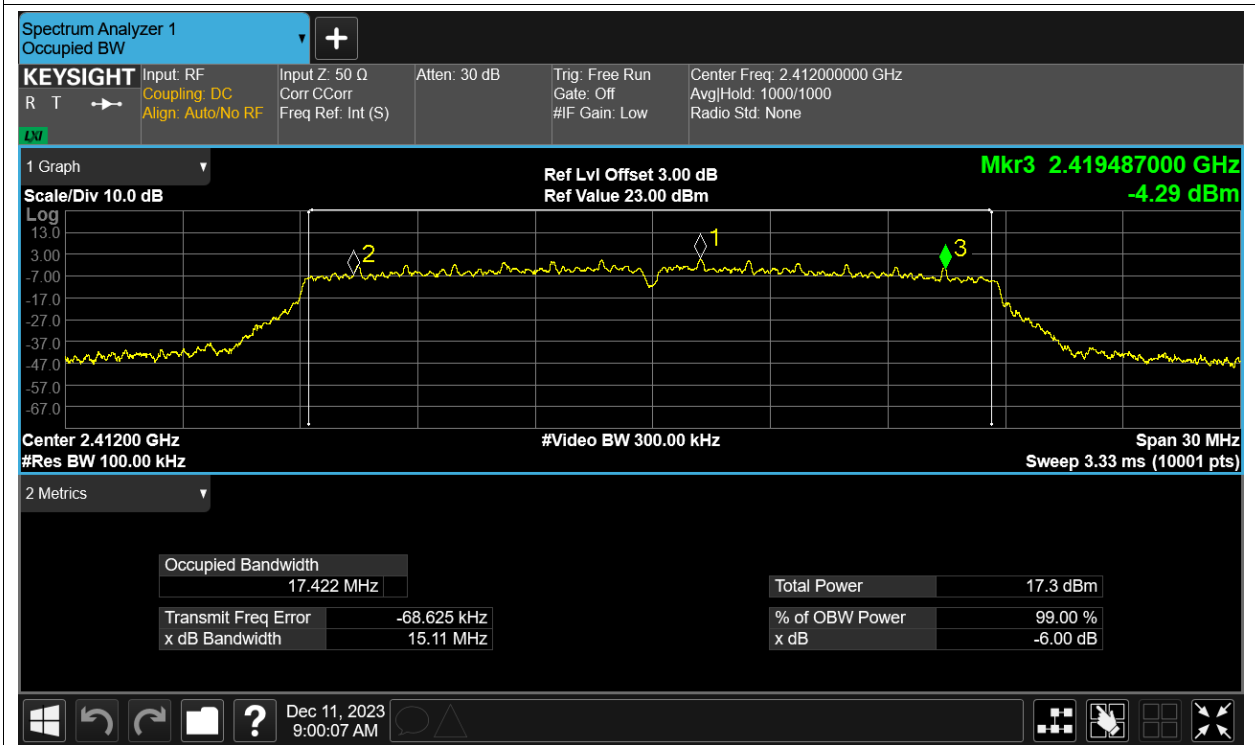 Spectrum Analyzer 1
Occupied BW
KEYSIGHT
R T
LXI
Input: RF
Coupling: DC
Align: Auto/No RF
Input Z: 50 Ω
Corr CCorr
Freq Ref: Int (S)
Atten: 30 dB
Trig: Free Run
Gate: Off
#IF Gain: Low
Center Freq: 2.412000000 GHz
Avg|Hold: 1000/1000
Radio Std: None
1 Graph
Scale/Div 10.0 dB
Ref Lvl Offset 3.00 dB
Ref Value 23.00 dBm
Mkr3 2.419487000 GHz
-4.29 dBm
Log
13.0
3.00
-7.00
-17.0
-27.0
-37.0
-47.0
-57.0
-67.0
2
1
3
Center 2.41200 GHz
#Video BW 300.00 kHz
Span 30 MHz
#Res BW 100.00 kHz
Sweep 3.33 ms (10001 pts)
2 Metrics
Occupied Bandwidth
17.422 MHz
Transmit Freq Error -68.625 kHz
x dB Bandwidth 15.11 MHz
Total Power 17.3 dBm
% of OBW Power 99.00 %
x dB -6.00 dB
?
Dec 11, 2023
9:00:07 AM